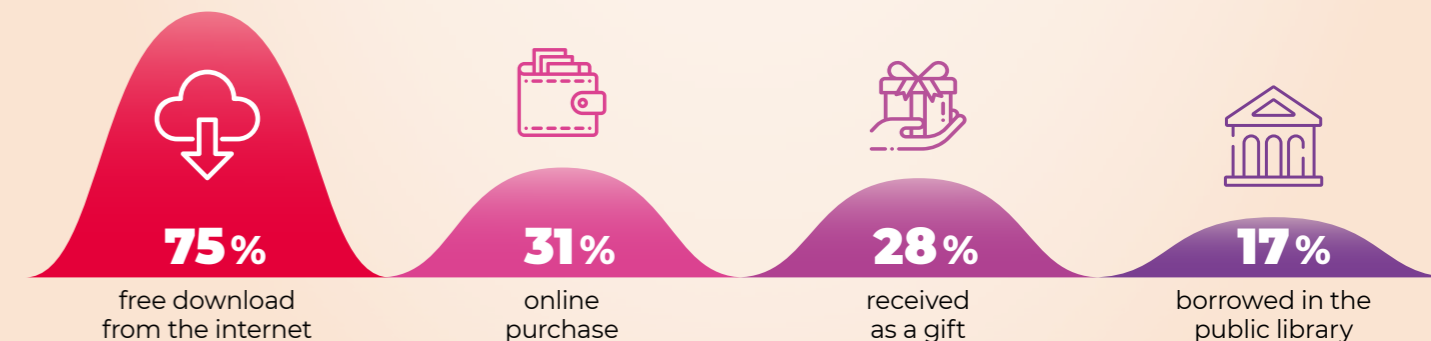 75%
31%
28%
17%
free download
from the internet
online
purchase
received
as a gift
borrowed in the
public library